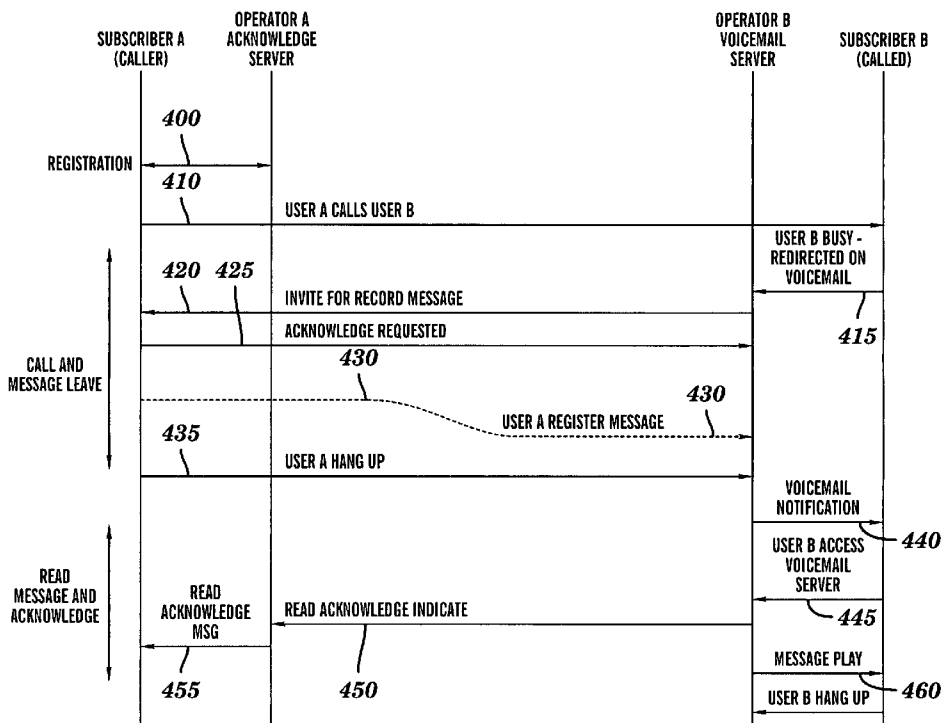 SUBSCRIBER A
(CALLER)
OPERATOR A
ACKNOWLEDGE
SERVER
OPERATOR B
VOICEMAIL
SERVER
SUBSCRIBER B
(CALLED)
400
REGISTRATION
410
USER A CALLS USER B
USER B BUSY -
REDIRECTED ON
VOICEMAIL
420
425
INVITE FOR RECORD MESSAGE
415
ACKNOWLEDGE REQUESTED
CALL AND
MESSAGE LEAVE
430
430
USER A REGISTER MESSAGE
435
USER A HANG UP
VOICEMAIL
NOTIFICATION
440
USER B ACCESS
VOICEMAIL
SERVER
READ
MESSAGE AND
ACKNOWLEDGE
READ
ACKNOWLEDGE
MSG
READ ACKNOWLEDGE INDICATE
445
455
450
MESSAGE PLAY
460
USER B HANG UP